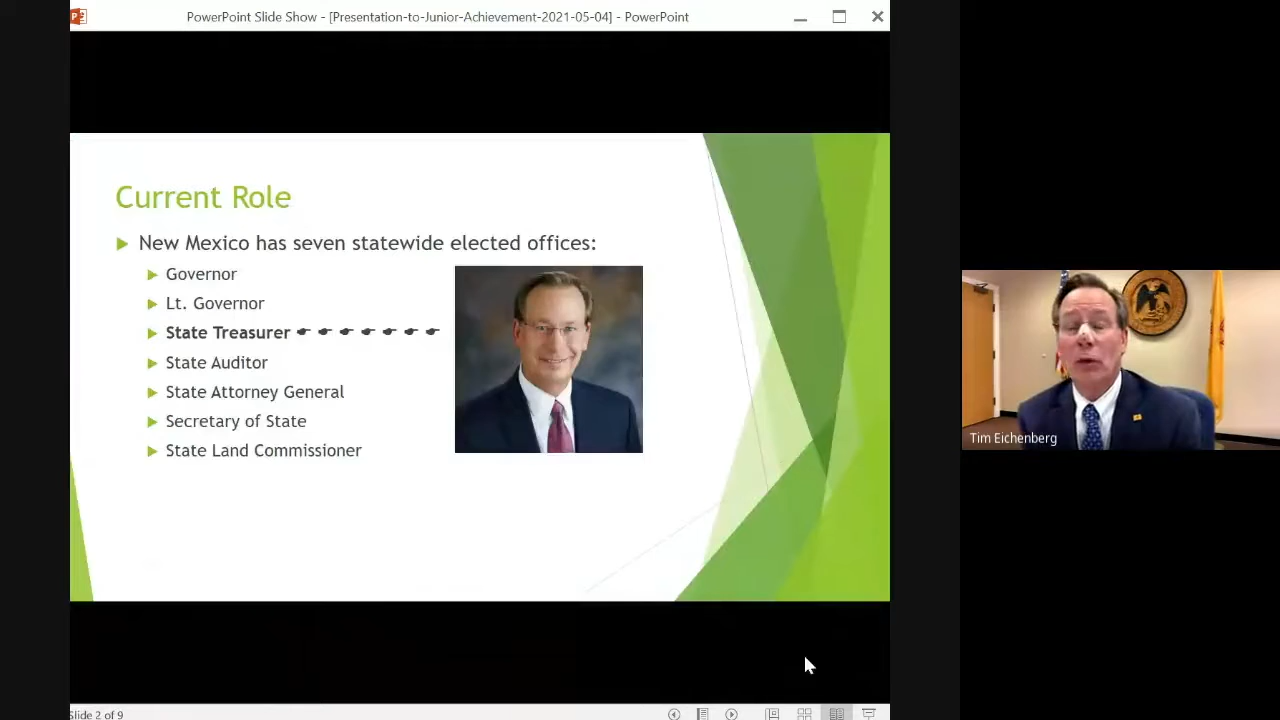 PowerPoint Slide Show - [Presentation-to-Junior-Achievement-2021-05-04] - PowerPoint
Current Role
New Mexico has seven statewide elected offices:
Governor
Lt. Governor
State Treasurer
State Auditor
State Attorney General
Secretary of State
State Land Commissioner
Tim Eichenberg
Slide 2 of 9